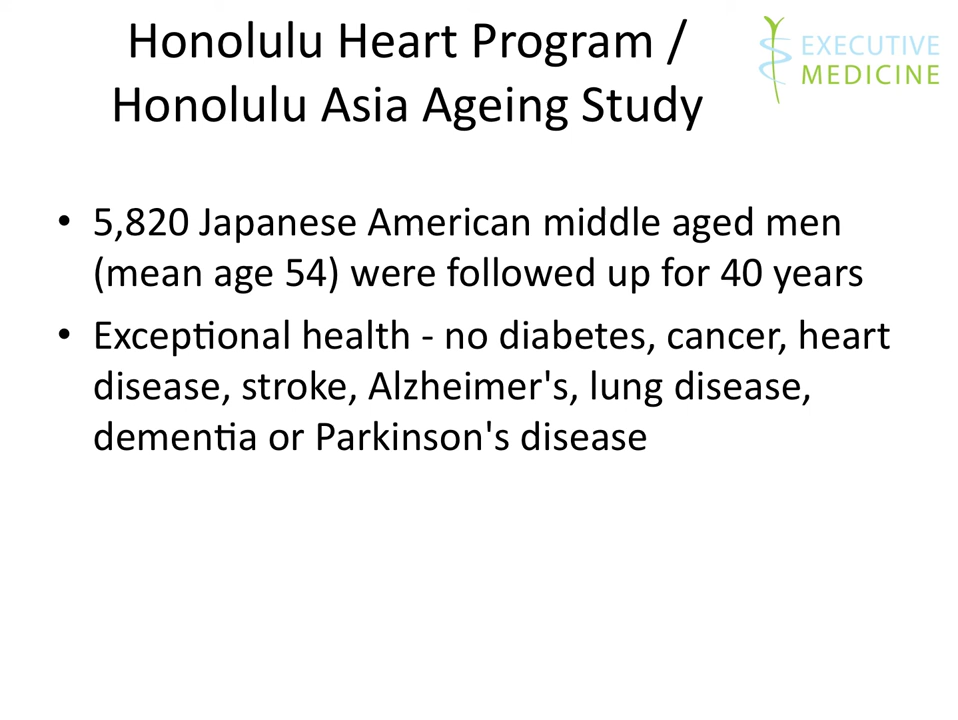 Honolulu Heart Program /
Honolulu Asia Ageing Study
EXECUTIVE
MEDICINE
• 5,820 Japanese American middle aged men
(mean age 54) were followed up for 40 years
• Exceptional health - no diabetes, cancer, heart
disease, stroke, Alzheimer's, lung disease,
dementia or Parkinson's disease